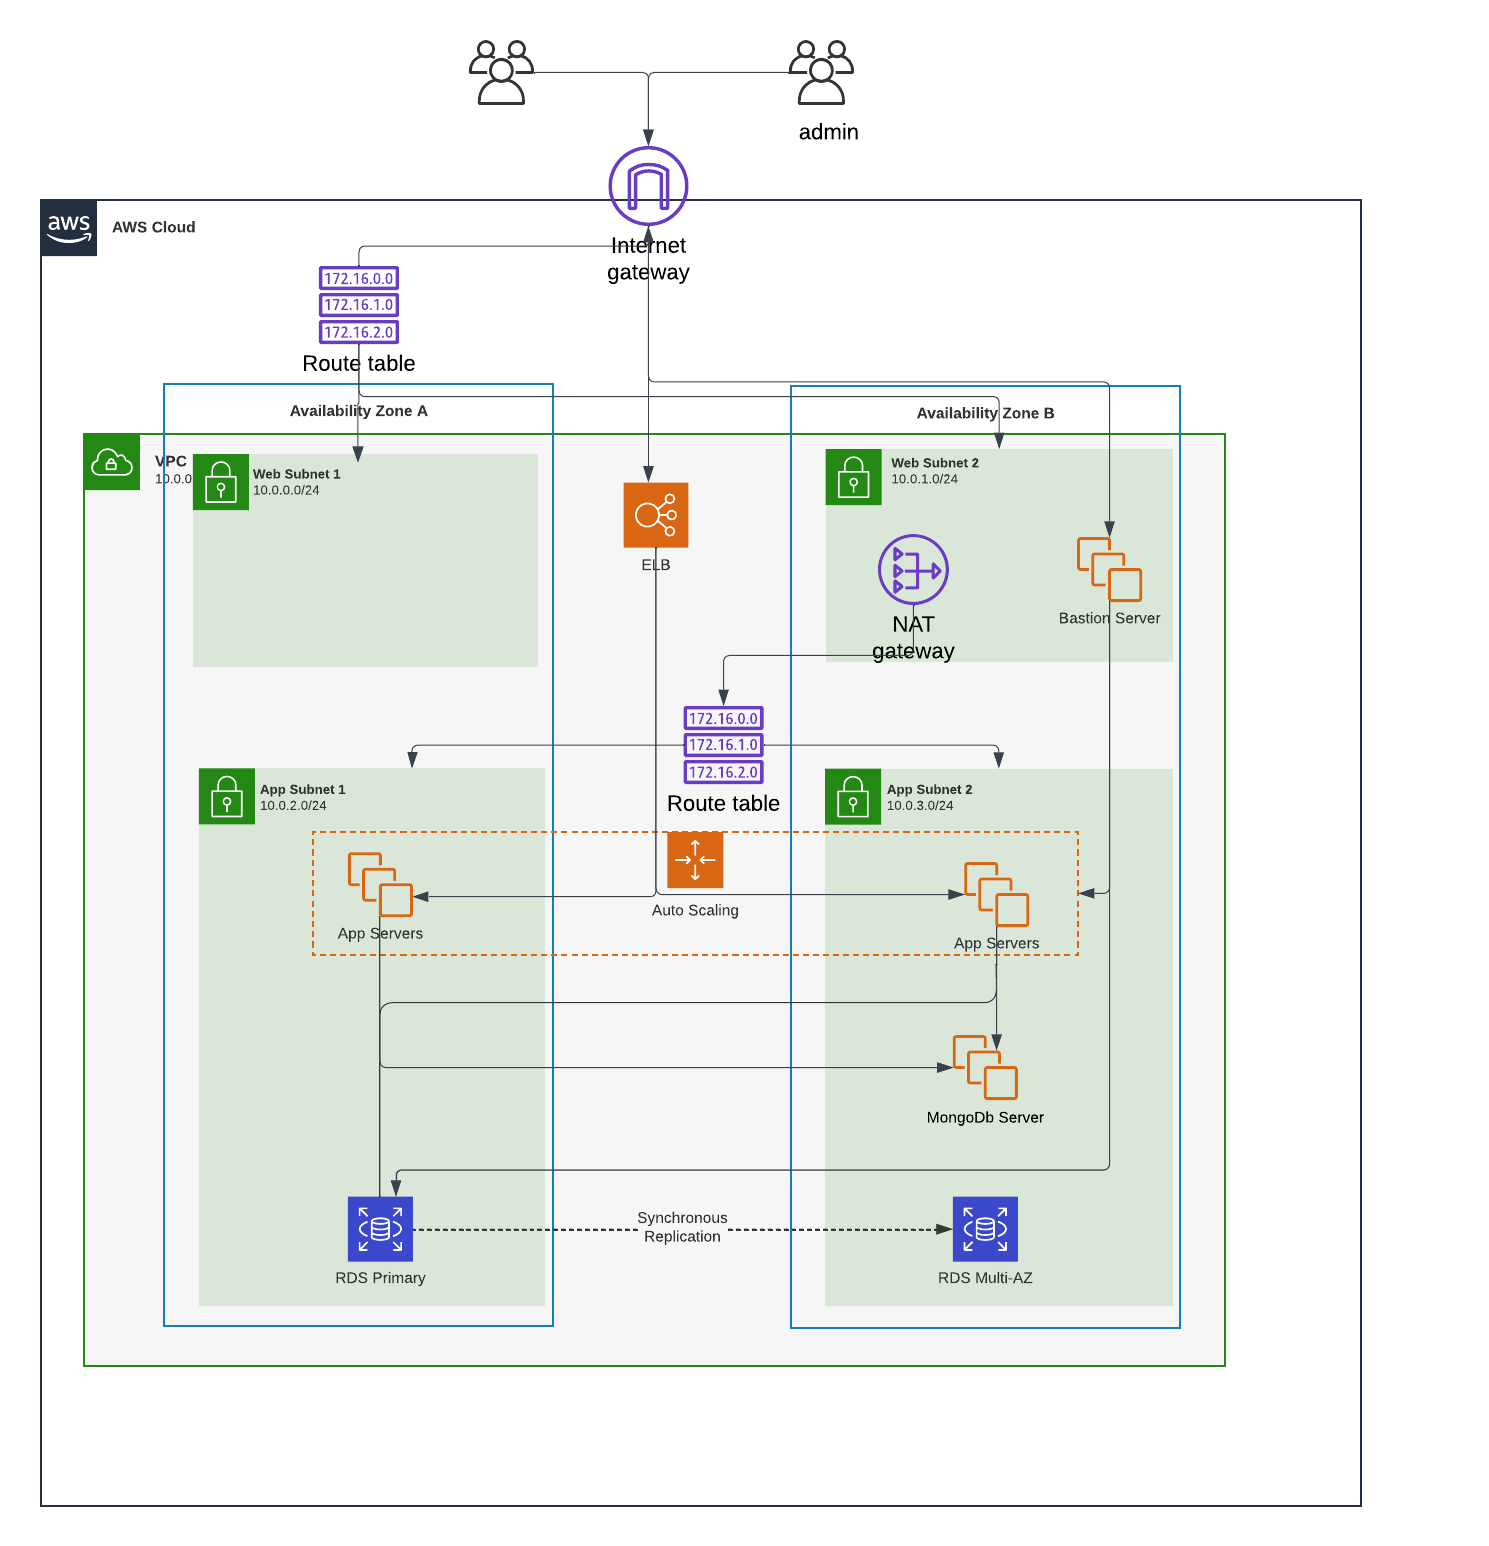 admin
aws
AWS Cloud
Internet
gateway
172.16.0.0
172.16.1.0
172.16.2.0
Route table
Availability Zone A
Availability Zone B
VPC
10.0.0
Web Subnet 1
10.0.0.0/24
Web Subnet 2
10.0.1.0/24
ELB
NAT
gateway
Bastion Server
172.16.0.0
172.16.1.0
172.16.2.0
Route table
App Subnet 1
10.0.2.0/24
App Subnet 2
10.0.3.0/24
Auto Scaling
App Servers
App Servers
MongoDb Server
Synchronous
Replication
RDS Primary
RDS Multi-AZ